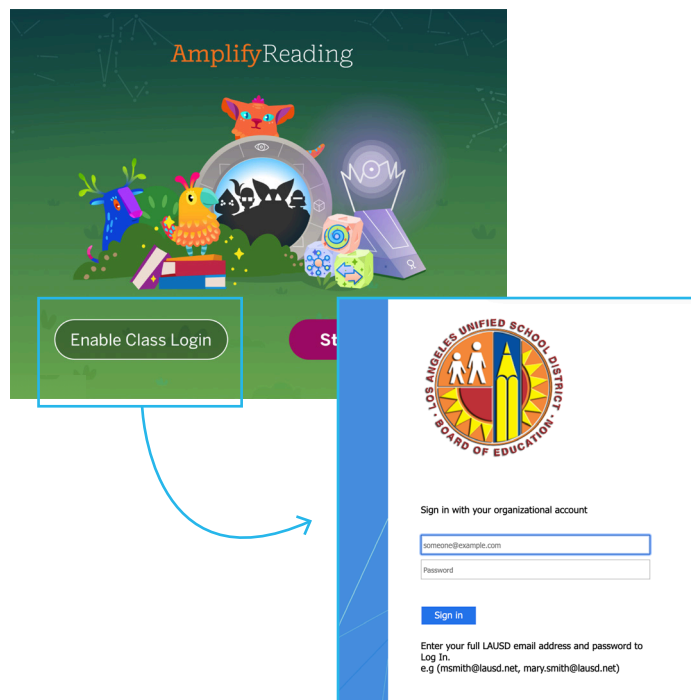 AmplifyReading
Enable Class Login
St
LOS ANGELES UNIFIED SCHOOL DISTRICT
BOARD OF EDUCATION
Sign in with your organizational account
someone@example.com
Password
Sign in
Enter your full LAUSD email address and password to
Log In.
e.g (msmith@lausd.net, mary.smith@lausd.net)